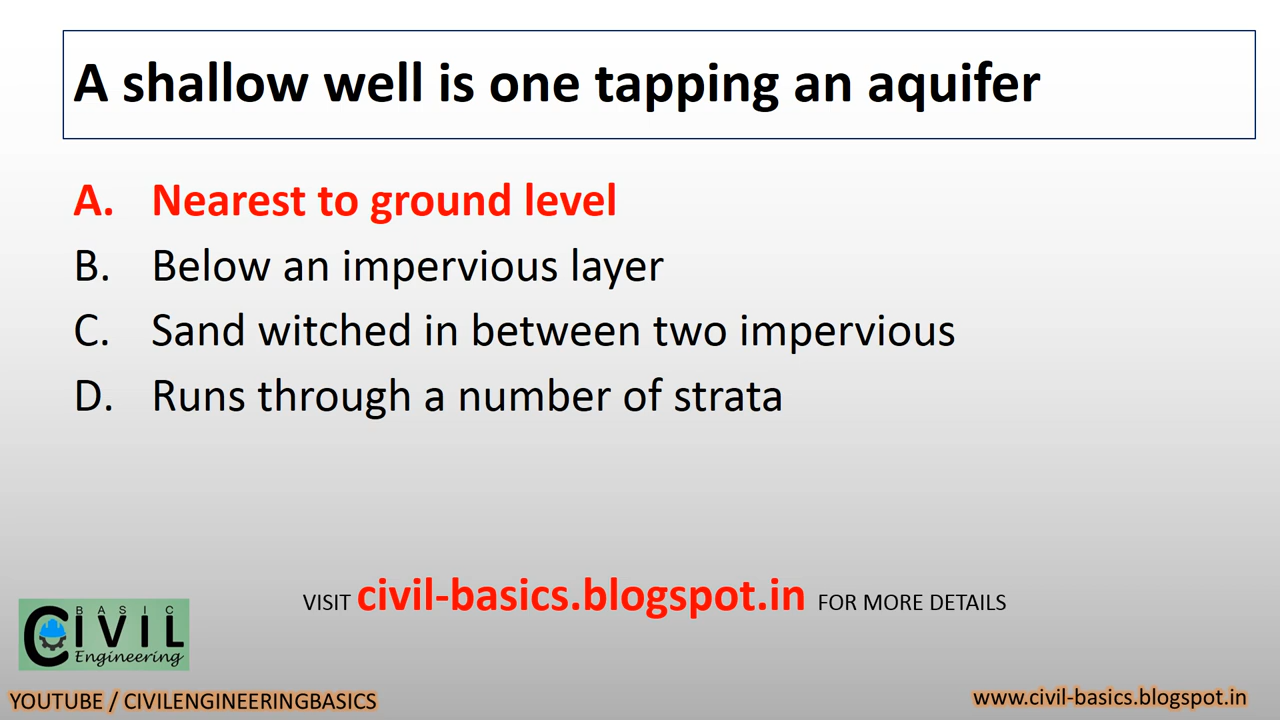 A shallow well is one tapping an aquifer
A. Nearest to ground level
B. Below an impervious layer
C. Sand witched in between two impervious
D. Runs through a number of strata
VISIT civil-basics.blogspot.in FOR MORE DETAILS
BASIC
CIVIL
Engineering
YOUTUBE / CIVILENGINEERINGBASICS
www.civil-basics.blogspot.in